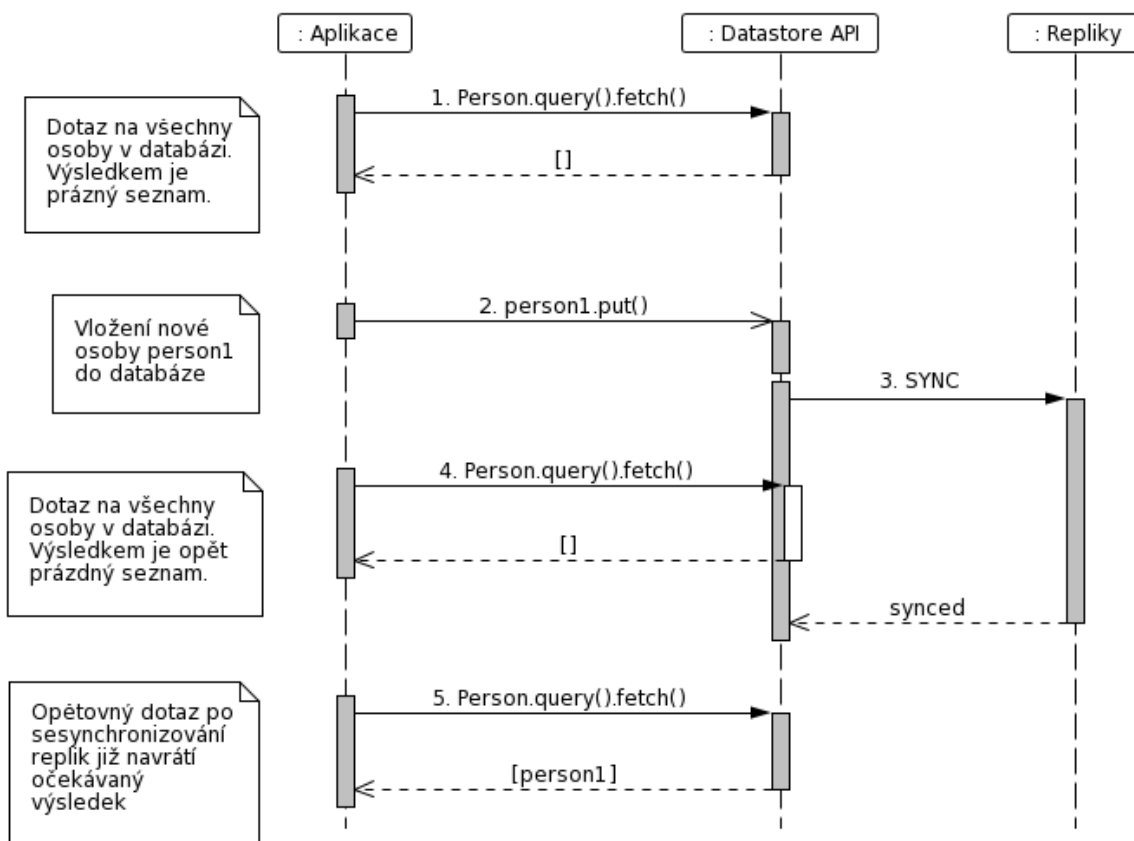 : Aplikace
: Datastore API
: Repliky
Dotaz na všechny
osoby v databázi.
Výsledkem je
prázný seznam.
1. Person.query().fetch()
[]
Vložení nové
osoby person1
do databáze
2. person1.put()
3. SYNC
Dotaz na všechny
osoby v databázi.
Výsledkem je opět
prázdný seznam.
4. Person.query().fetch()
[]
synced
Opětovný dotaz po
sesynchronizování
replik již navrátí
očekávaný
výsledek
5. Person.query().fetch()
[person1]